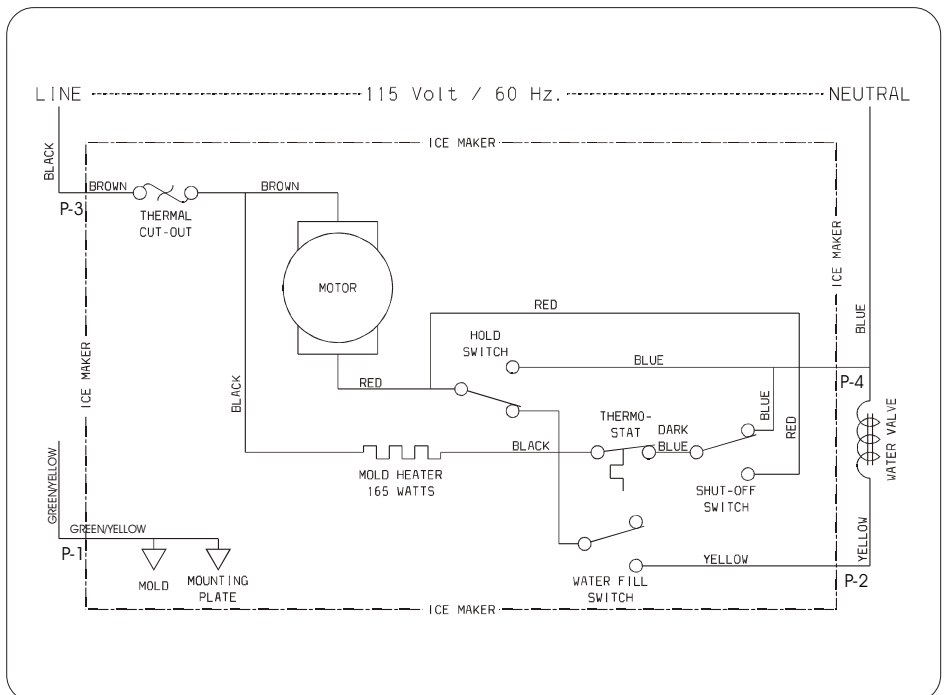 LINE 115 Volt / 60 Hz. NEUTRAL
ICE MAKER
BLACK
BROWN
BROWN
P-3
THERMAL
CUT-OUT
ICE MAKER
MOTOR
RED
HOLD
SWITCH
BLUE
BLUE
P-4
RED
ICE MAKER
BLACK
THERMO-
STAT
DARK
BLUE
BLUE
RED
WATER VALVE
BLACK
MOLD HEATER
165 WATTS
SHUT-OFF
SWITCH
GREEN/YELLOW
GREEN/YELLOW
P-1
MOLD
MOUNTING
PLATE
WATER FILL
SWITCH
YELLOW
YELLOW
P-2
ICE MAKER